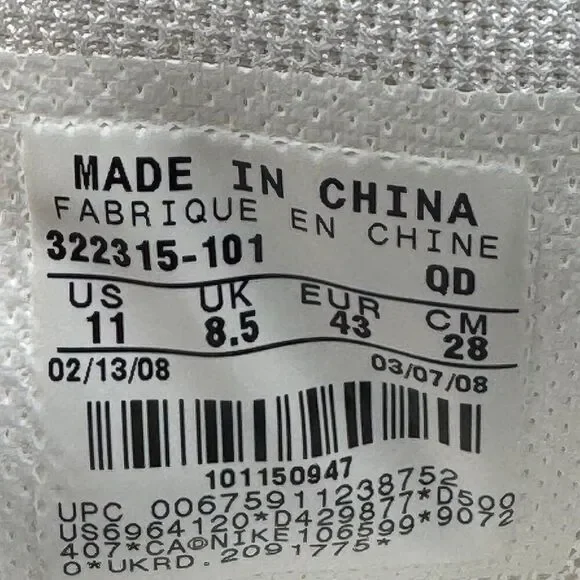 MADE IN CHINA
FABRIQUE EN CHINE
322315-101 QD
US UK EUR CM
11 8.5 43 28
02/13/08 03/07/08
101150947
UPC 00675911238752
US6964120*D429877*D500
407*CA©NIKE106599*9072
0*UKRD.2091775*